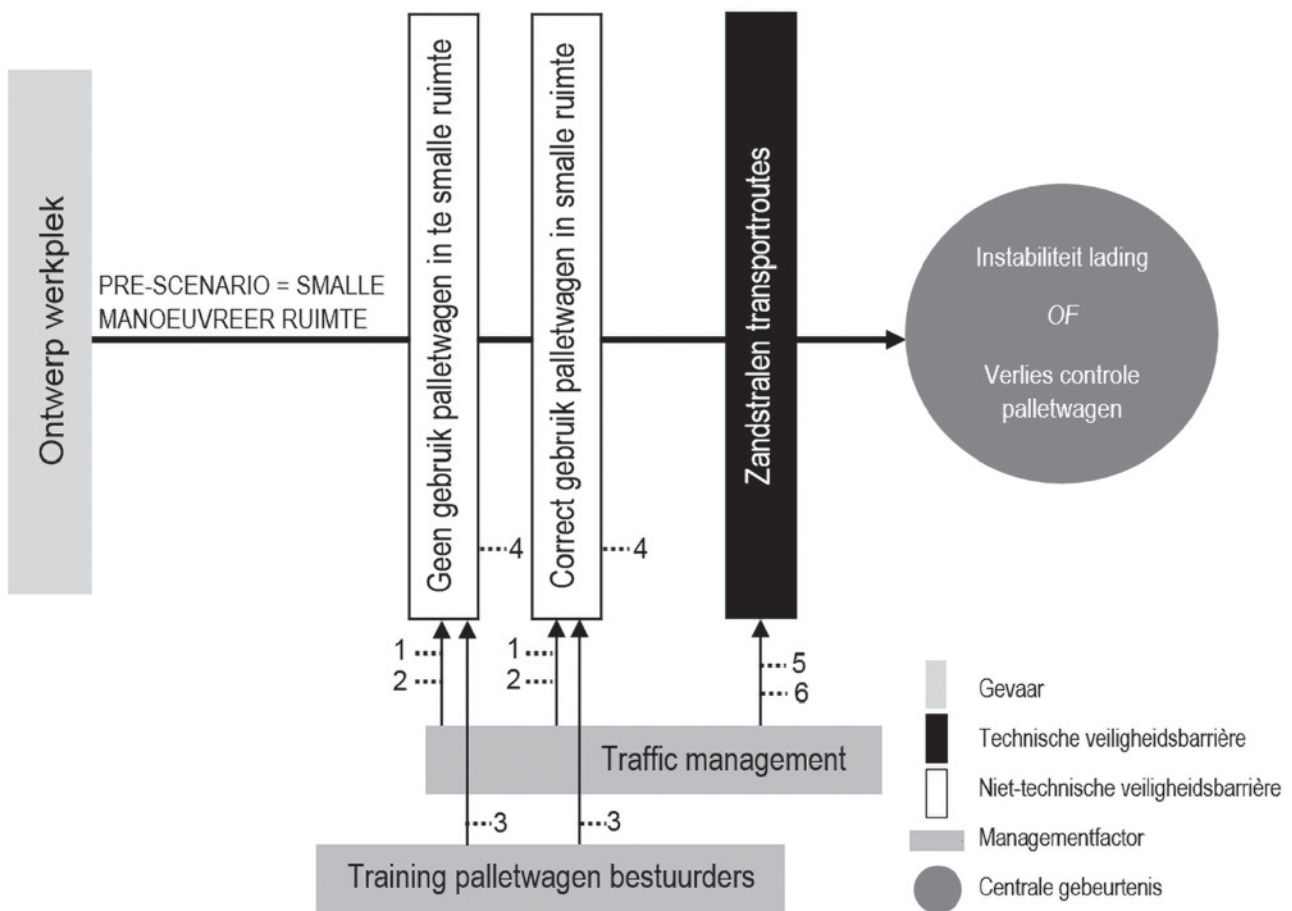 Ontwerp werkplek
PRE-SCENARIO = SMALLE
MANOEUVREER RUIMTE
Geen gebruik palletwagen in te smalle ruimte
Correct gebruik palletwagen in smalle ruimte
Zandstralen transportroutes
Instabiliteit lading
OF
Verlies controle
palletwagen
4
4
1
2
1
2
5
6
Traffic management
3
3
Training palletwagen bestuurders
Gevaar
Technische veiligheidsbarrière
Niet-technische veiligheidsbarrière
Managementfactor
Centrale gebeurtenis